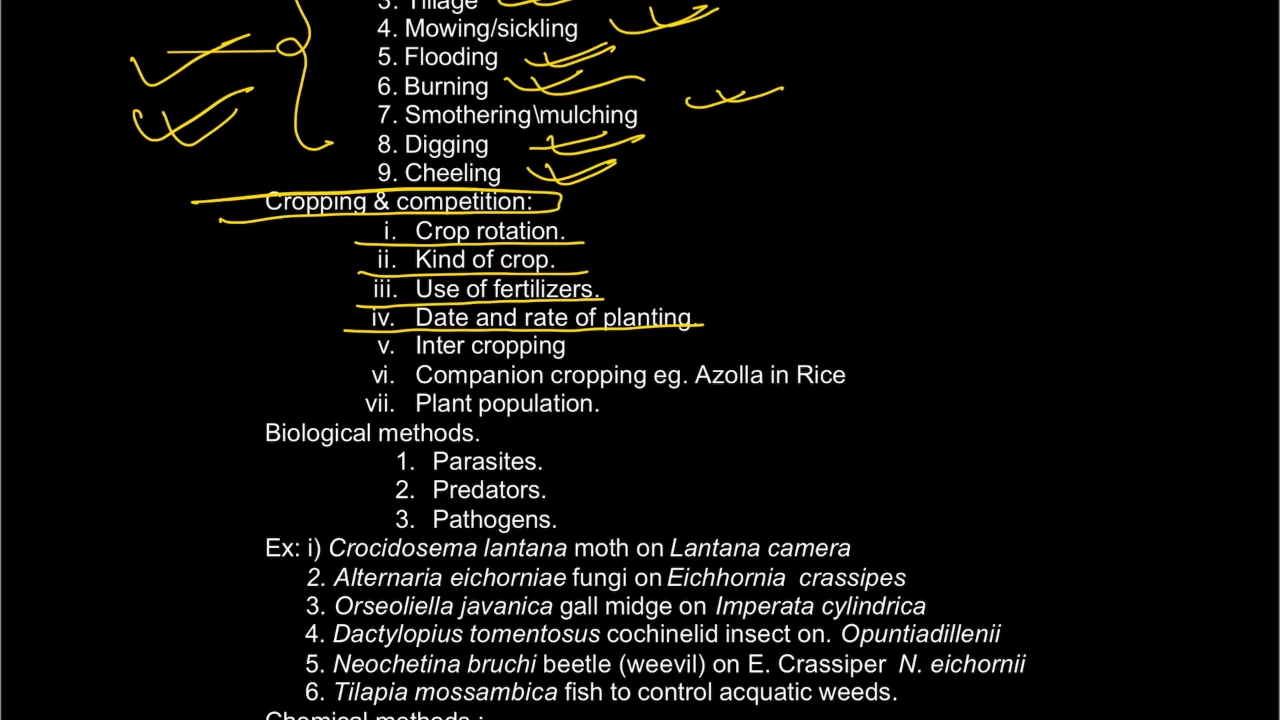 3. Tillage
4. Mowing/sickling
5. Flooding
6. Burning
7. Smothering\mulching
8. Digging
9. Cheeling
Cropping & competition:
i. Crop rotation.
ii. Kind of crop.
iii. Use of fertilizers.
iv. Date and rate of planting.
v. Inter cropping
vi. Companion cropping eg. Azolla in Rice
vii. Plant population.
Biological methods.
1. Parasites.
2. Predators.
3. Pathogens.
Ex: i) Crocidosema lantana moth on Lantana camera
2. Alternaria eichorniae fungi on Eichhornia crassipes
3. Orseoliella javanica gall midge on Imperata cylindrica
4. Dactylopius tomentosus cochinelid insect on. Opuntiadillenii
5. Neochetina bruchi beetle (weevil) on E. Crassiper N. eichornii
6. Tilapia mossambica fish to control acquatic weeds.
Chemical methods :